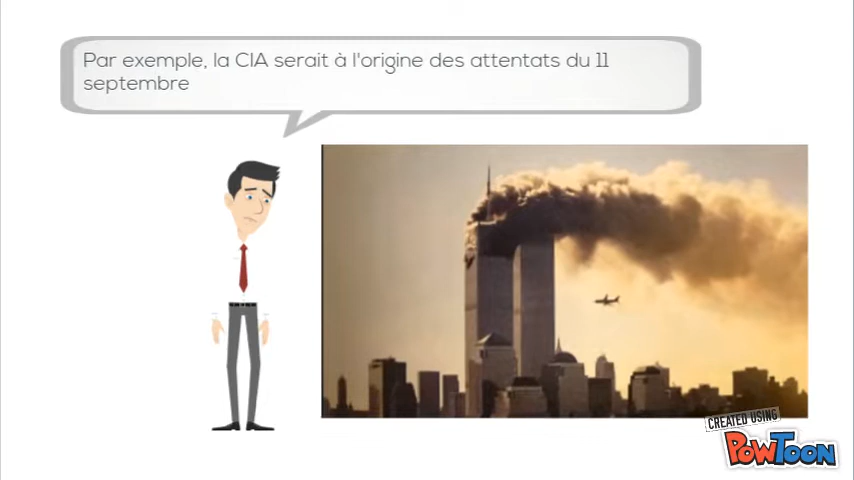 Par exemple, la CIA serait à l'origine des attentats du 11
septembre
CREATED USING
POWTOON